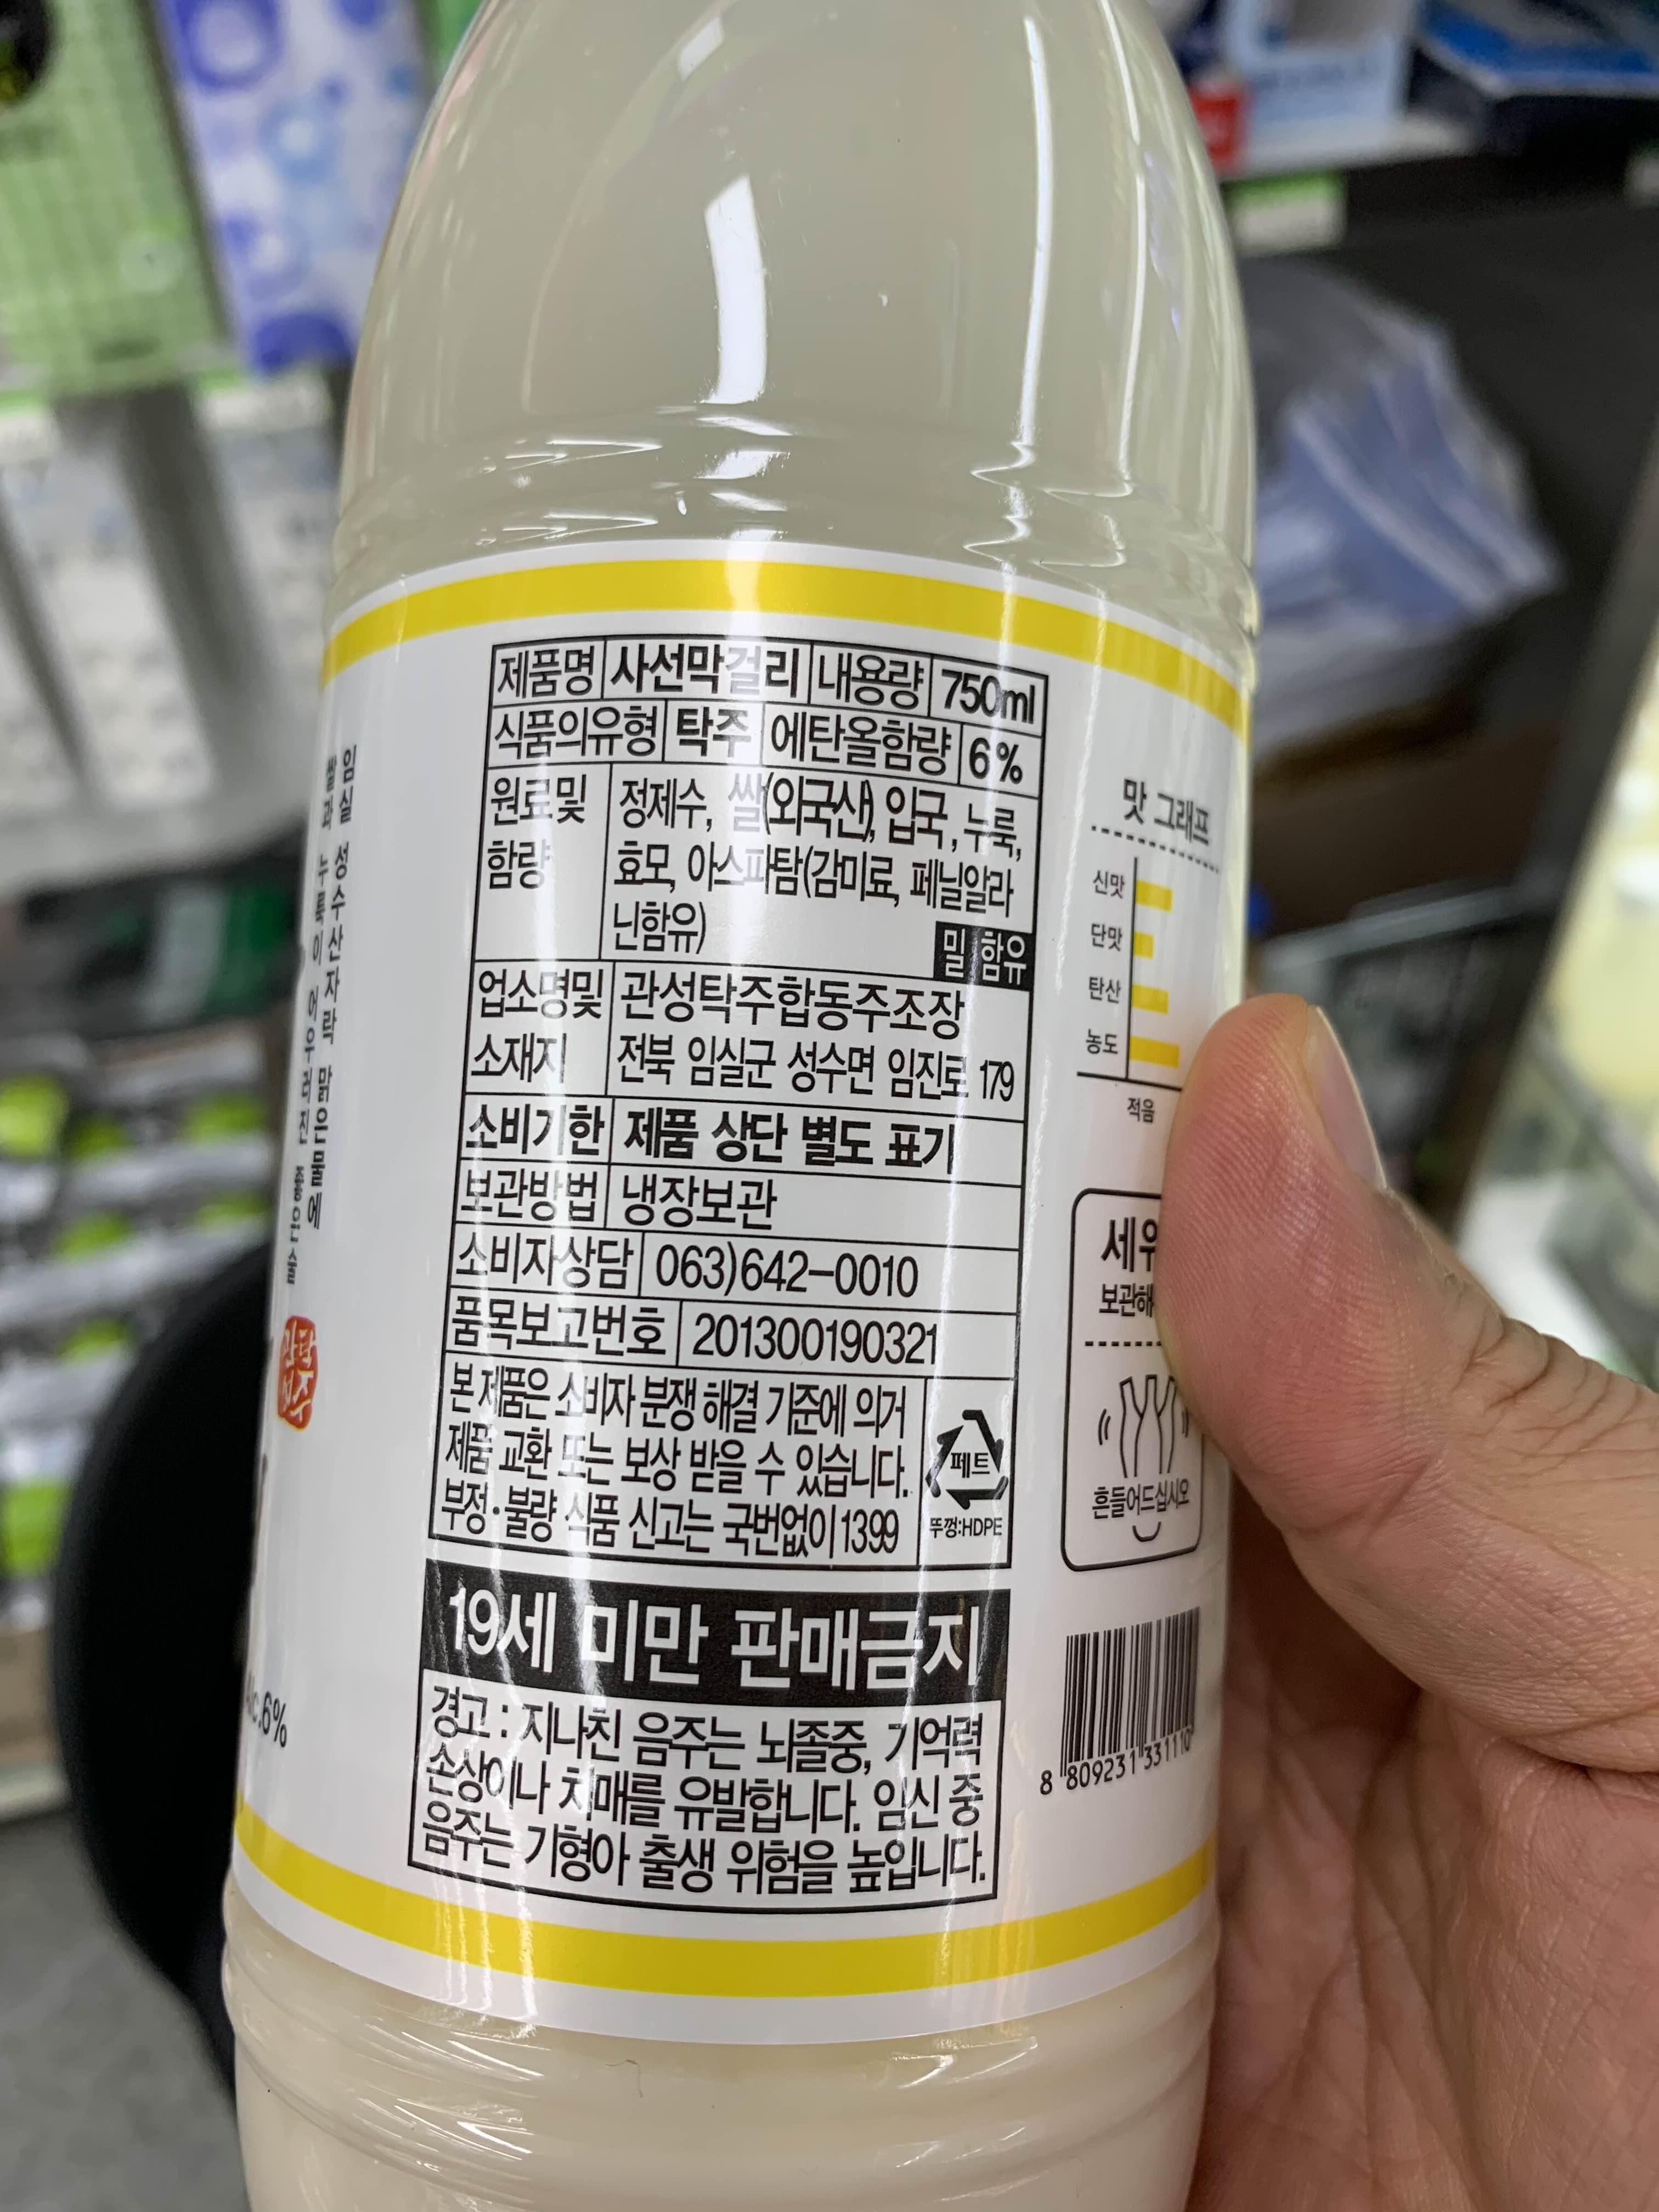 제품명 사선막걸리 내용량 750ml
식품의유형 탁주 에탄올함량 6%
원료및 정제수, 쌀(외국산), 입국, 누룩,
함량 효모, 아스파탐(감미료, 페닐알라
닌함유)
밀 함유
업소명및 관성탁주합동주조장
소재지 전북 임실군 성수면 임진로 179
소비기한 제품 상단 별도 표기
보관방법 냉장보관
소비자상담 063)642-0010
품목보고번호 201300190321
본 제품은 소비자 분쟁 해결 기준에 의거
제품 교환 또는 보상 받을 수 있습니다.
부정·불량 식품 신고는 국번없이 1399
페트
뚜껑:HDPE
19세 미만 판매금지
경고 : 지나친 음주는 뇌졸중, 기억력
손상이나 치매를 유발합니다. 임신 중
음주는 기형아 출생 위험을 높입니다.
임실 성수산자락 맑은물에
쌀과 누룩이 어우러진 좋은술
6%
맛 그래프
신맛
단맛
탄산
농도
적음
세우
보관해
흔들어드십시오
8 809231 331110